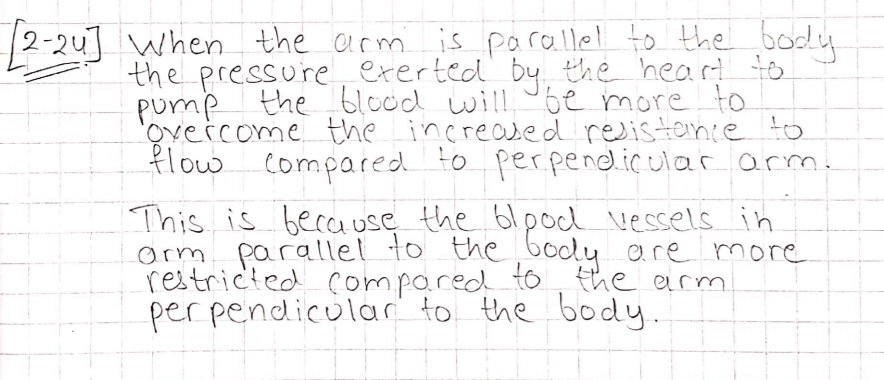 [2-24] When the arm is parallel to the body
the pressure exerted by the heart to
pump the blood will be more to
overcome the increased resistance to
flow compared to perpendicular arm.
This is because the blood vessels in
arm parallel to the body are more
restricted compared to the arm
perpendicular to the body.